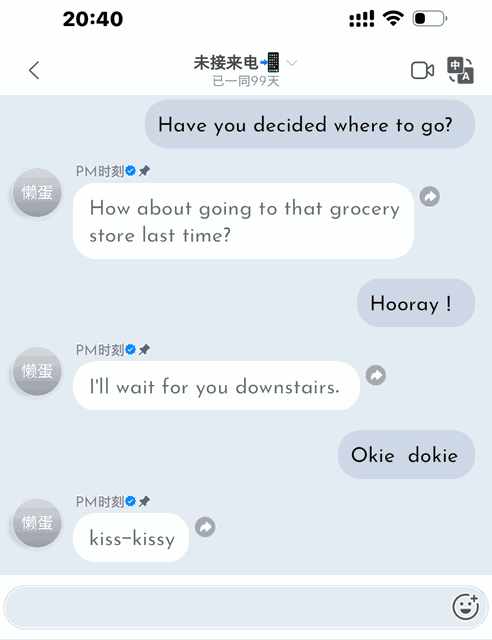 20:40
未接来电
已一同99天
中
A
Have you decided where to go?
PM时刻
懒蛋
How about going to that grocery
store last time?
Hooray !
PM时刻
懒蛋
I'll wait for you downstairs.
Okie dokie
PM时刻
懒蛋
kiss-kissy